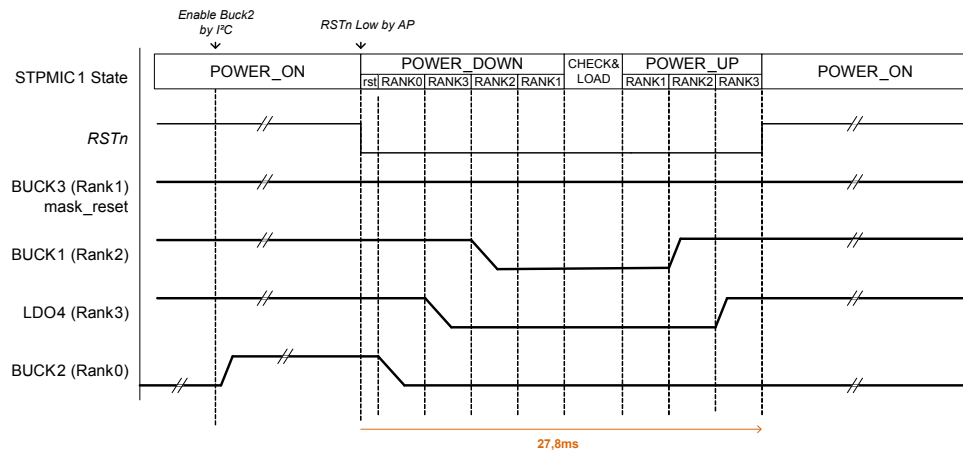 Enable Buck2
by I²C
RSTn Low by AP
STPMIC1 State
POWER_ON
POWER_DOWN
CHECK&
LOAD
POWER_UP
POWER_ON
rst RANK0 RANK3 RANK2 RANK1
RANK1 RANK2 RANK3
RSTn
BUCK3 (Rank1)
mask_reset
BUCK1 (Rank2)
LDO4 (Rank3)
BUCK2 (Rank0)
27,8ms